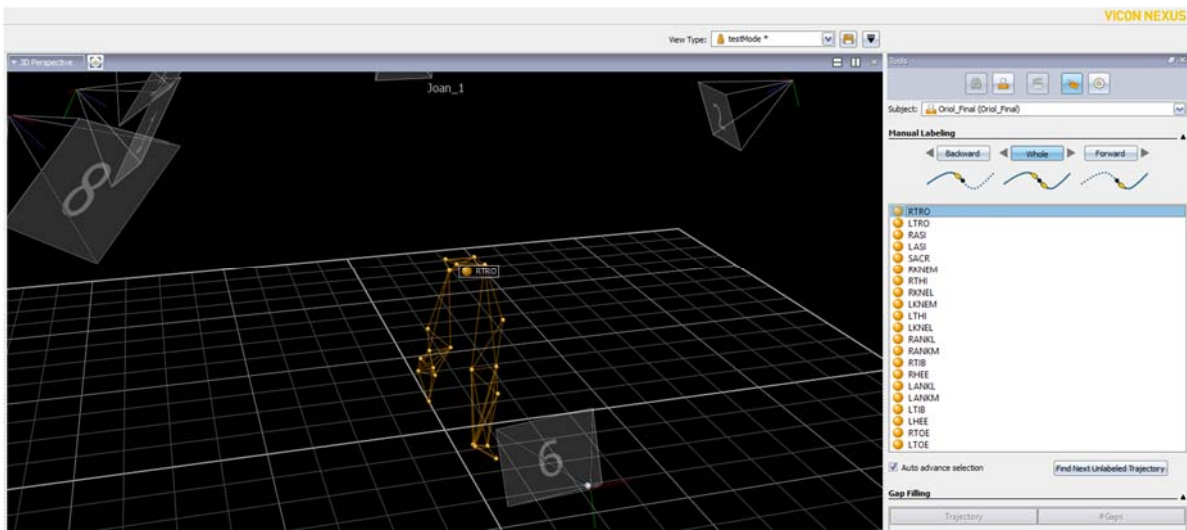 VICON NEXUS
View Type: testMode *
3D Perspective
Joan_1
8
1
2
RTRO
6
Tools
Subject: Oriol_Final (Oriol_Final)
Manual Labeling
Backward Whole Forward
RTRO
LTRO
RASI
LASI
SACR
RKNEM
RTHI
RKNEL
LKNEM
LTHI
LKNEL
RANKL
RANKM
RTIB
RHEE
LANKL
LANKM
LTIB
LHEE
RTOE
LTOE
Auto advance selection Find Next Unlabeled Trajectory
Gap Filling
Trajectory #Gaps